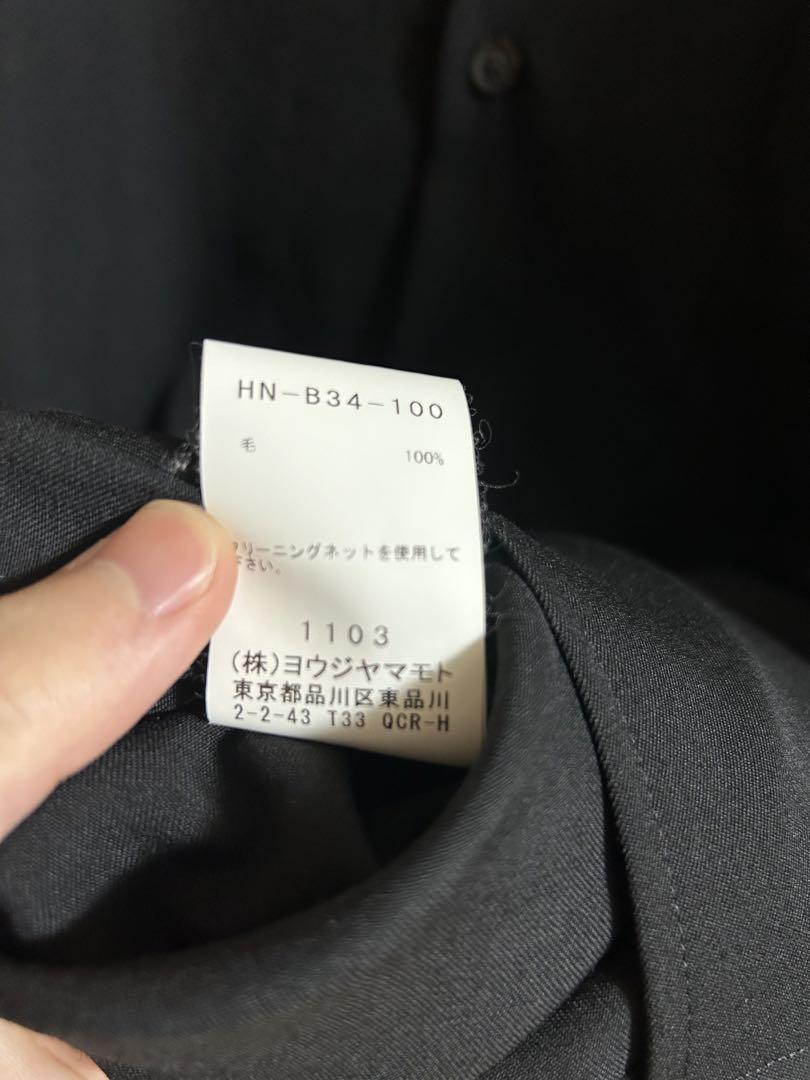 HN-B34-100
毛 100%
クリーニングネットを使用して
下さい。
1103
(株)ヨウジヤマモト
東京都品川区東品川
2-2-43 T33 QCR-H